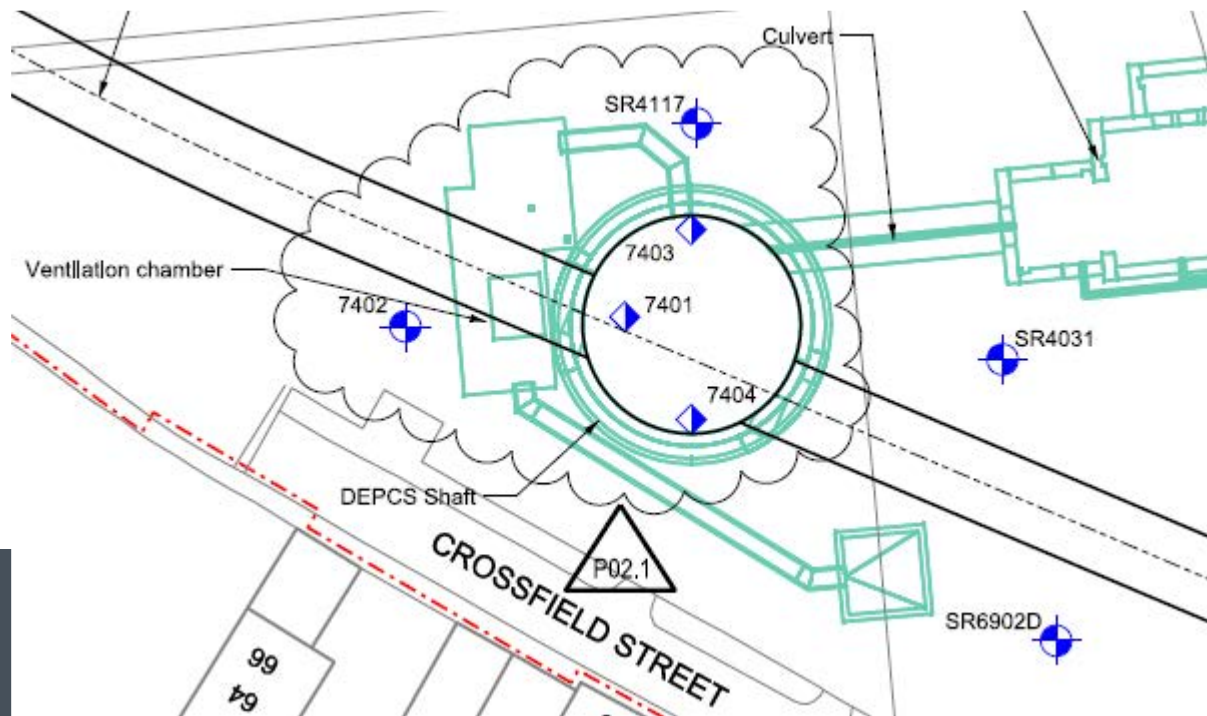 Culvert
SR4117
7403
Ventilation chamber
7402
7401
SR4031
7404
DEPCS Shaft
P02.1
CROSSFIELD STREET
SR6902D
66
64